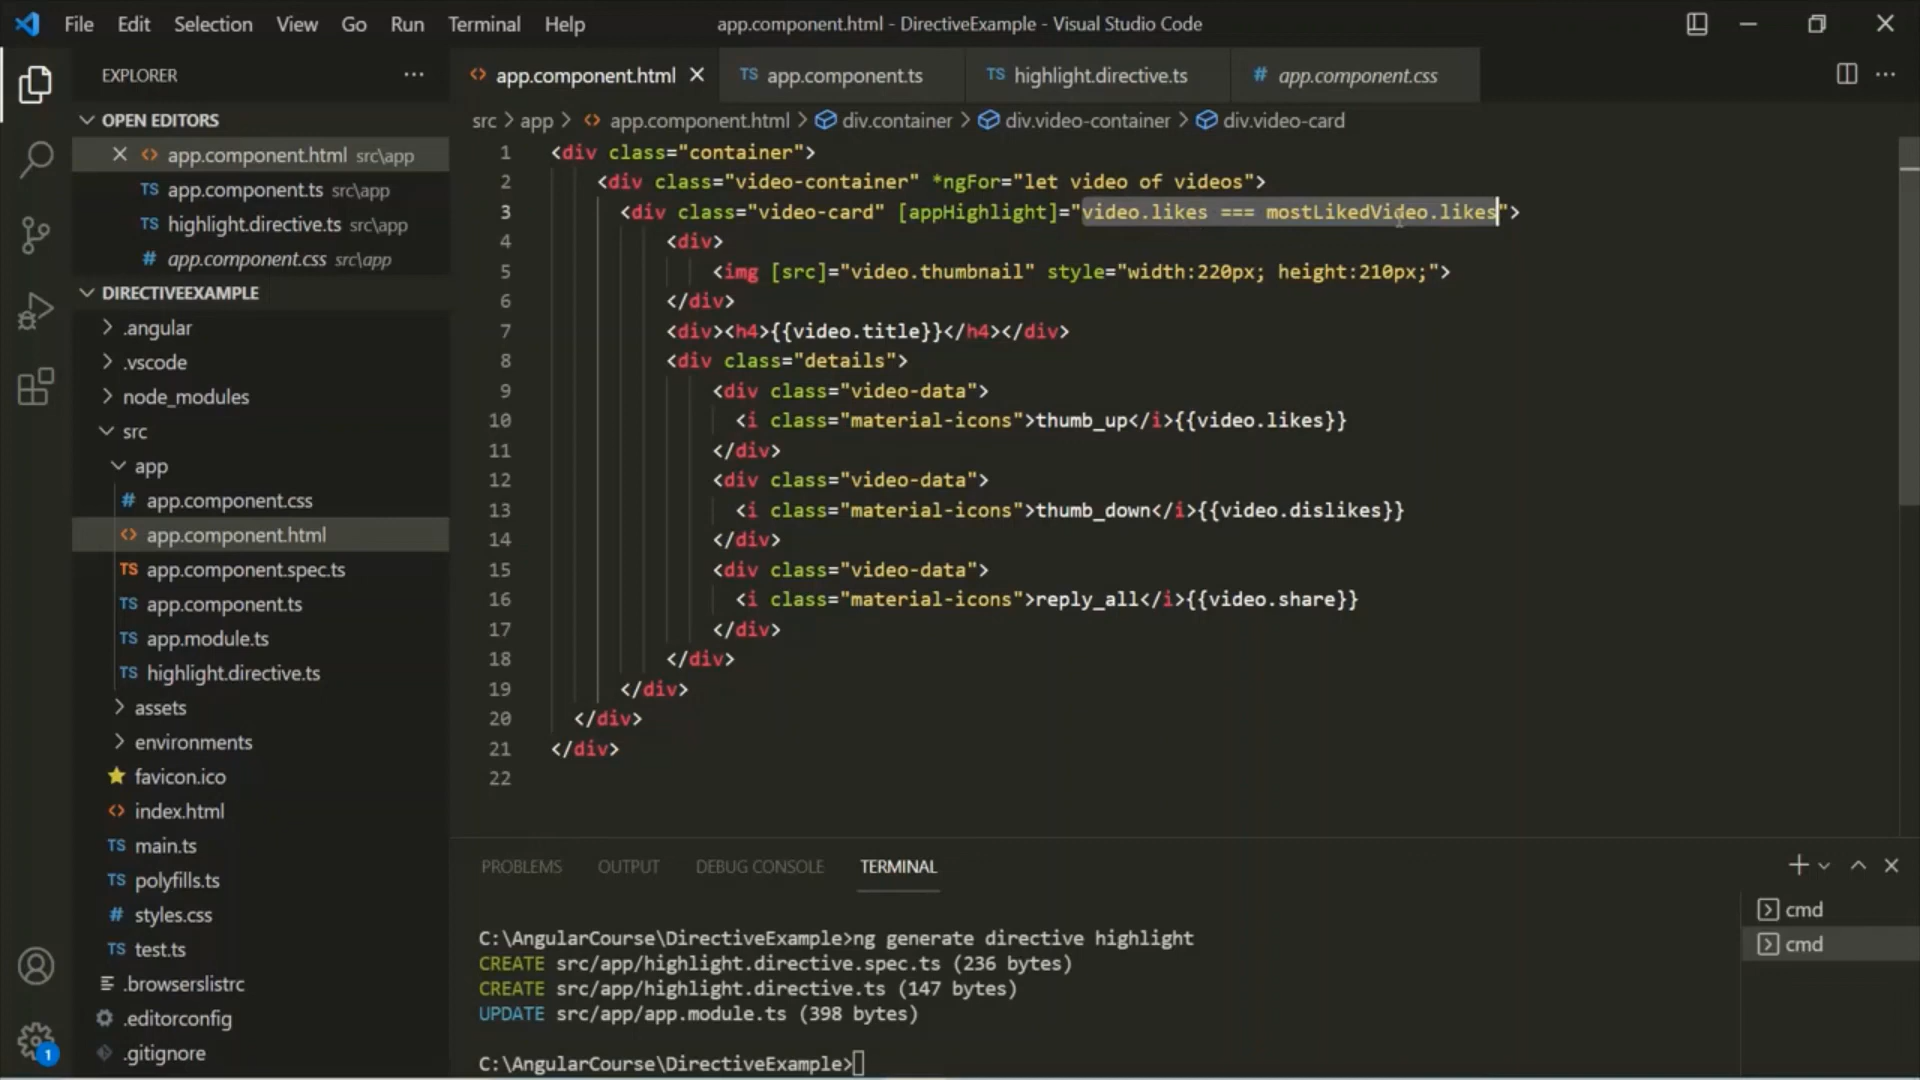 File Edit Selection View Go Run Terminal Help
app.component.html - DirectiveExample - Visual Studio Code
EXPLORER
OPEN EDITORS
app.component.html src\app
TS app.component.ts src\app
TS highlight.directive.ts src\app
# app.component.css src\app
DIRECTIVEEXAMPLE
.angular
.vscode
node_modules
src
app
# app.component.css
<> app.component.html
TS app.component.spec.ts
TS app.component.ts
TS app.module.ts
TS highlight.directive.ts
assets
environments
favicon.ico
<> index.html
TS main.ts
TS polyfills.ts
# styles.css
TS test.ts
.browserslistrc
.editorconfig
.gitignore
1
<> app.component.html TS app.component.ts TS highlight.directive.ts # app.component.css
src > app > <> app.component.html > div.container > div.video-container > div.video-card
1 <div class="container">
2 <div class="video-container" *ngFor="let video of videos">
3 <div class="video-card" [appHighlight]="video.likes === mostLikedVideo.likes">
4 <div>
5 <img [src]="video.thumbnail" style="width:220px; height:210px;">
6 </div>
7 <div><h4>{{video.title}}</h4></div>
8 <div class="details">
9 <div class="video-data">
10 <i class="material-icons">thumb_up</i>{{video.likes}}
11 </div>
12 <div class="video-data">
13 <i class="material-icons">thumb_down</i>{{video.dislikes}}
14 </div>
15 <div class="video-data">
16 <i class="material-icons">reply_all</i>{{video.share}}
17 </div>
18 </div>
19 </div>
20 </div>
21 </div>
22
PROBLEMS OUTPUT DEBUG CONSOLE TERMINAL
C:\AngularCourse\DirectiveExample>ng generate directive highlight
CREATE src/app/highlight.directive.spec.ts (236 bytes)
CREATE src/app/highlight.directive.ts (147 bytes)
UPDATE src/app/app.module.ts (398 bytes)
C:\AngularCourse\DirectiveExample>
cmd
cmd